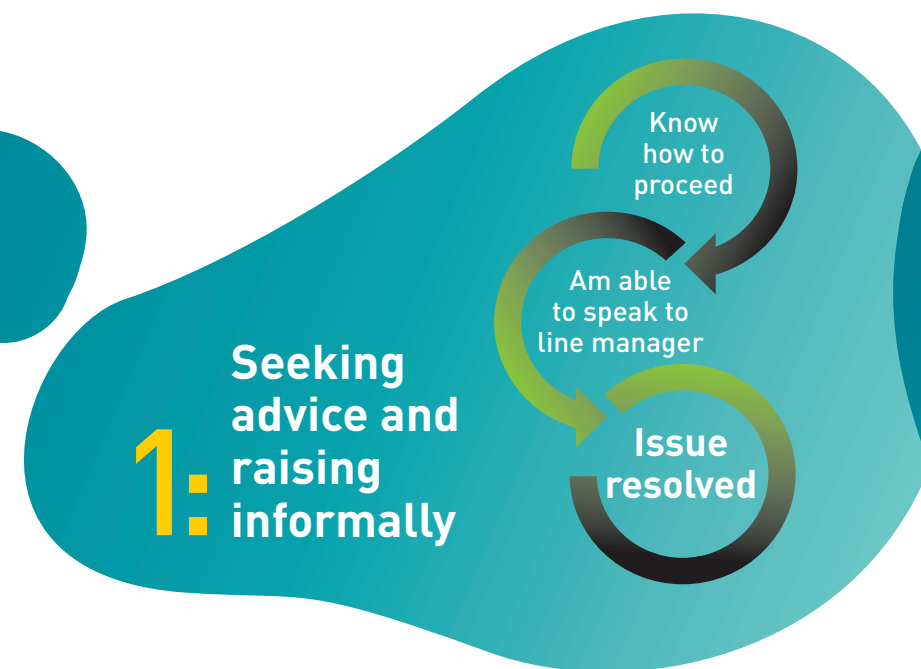 1:
Seeking
advice and
raising
informally
Know
how to
proceed
Am able
to speak to
line manager
Issue
resolved